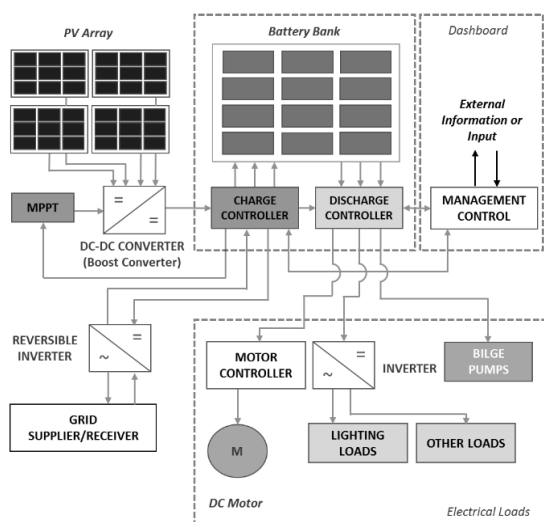 PV Array
Battery Bank
Dashboard
External
Information or
Input
MPPT
=
=
DC-DC CONVERTER
(Boost Converter)
CHARGE
CONTROLLER
DISCHARGE
CONTROLLER
MANAGEMENT
CONTROL
REVERSIBLE
INVERTER
=
~
GRID
SUPPLIER/RECEIVER
MOTOR
CONTROLLER
=
~
INVERTER
BILGE
PUMPS
M
LIGHTING
LOADS
OTHER LOADS
DC Motor
Electrical Loads